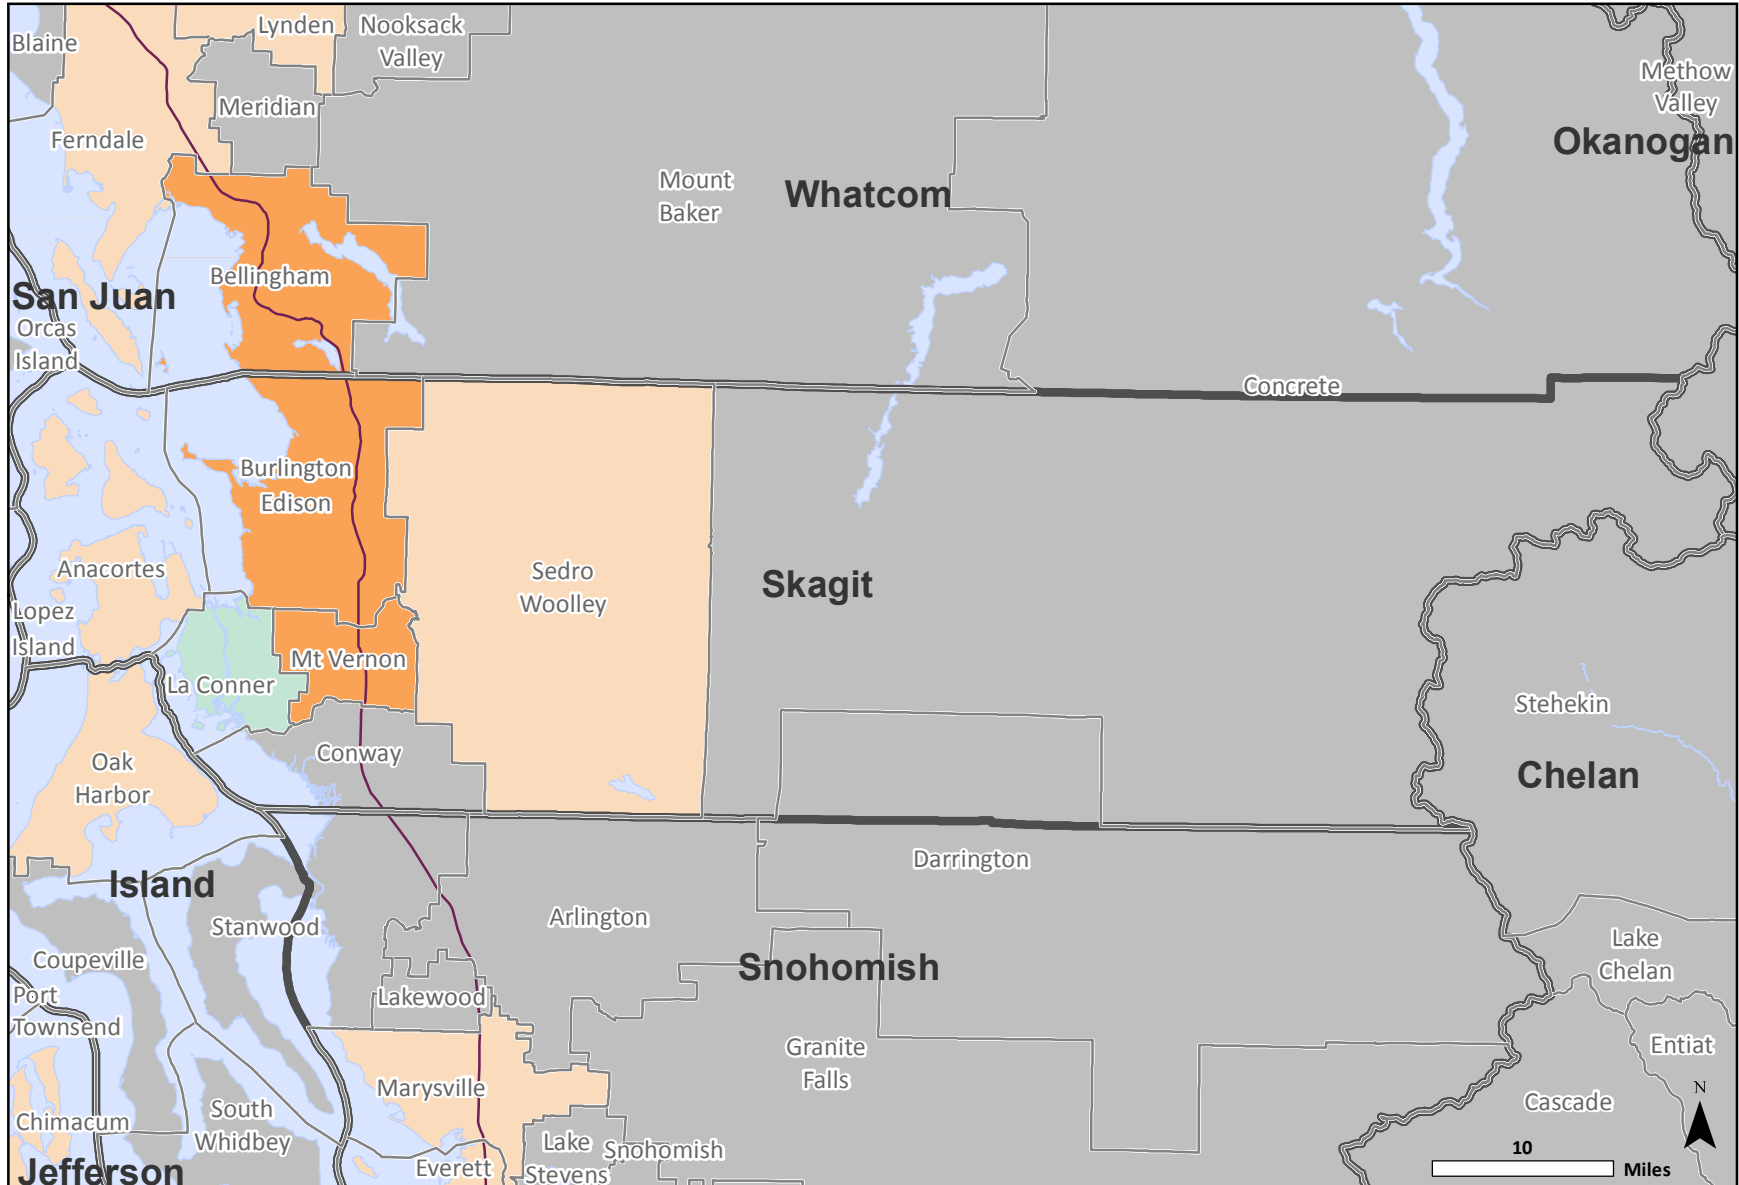 Lynden
Nooksack
Valley
Blaine
Methow
Valley
Meridian
Ferndale
Okanogan
Mount
Baker
Whatcom
Bellingham
San Juan
Orcas
Island
Concrete
Burlington
Edison
Anacortes
Sedro
Woolley
Skagit
Lopez
Island
Mt Vernon
La Conner
Stehekin
Conway
Oak
Harbor
Chelan
Darrington
Island
Stanwood
Arlington
Lake
Chelan
Coupeville
Snohomish
Port
Townsend
Lakewood
Granite
Falls
Entiat
Marysville
N
Cascade
South
Whidbey
Chimacum
Lake
Stevens
Snohomish
Everett
10
Miles
Jefferson